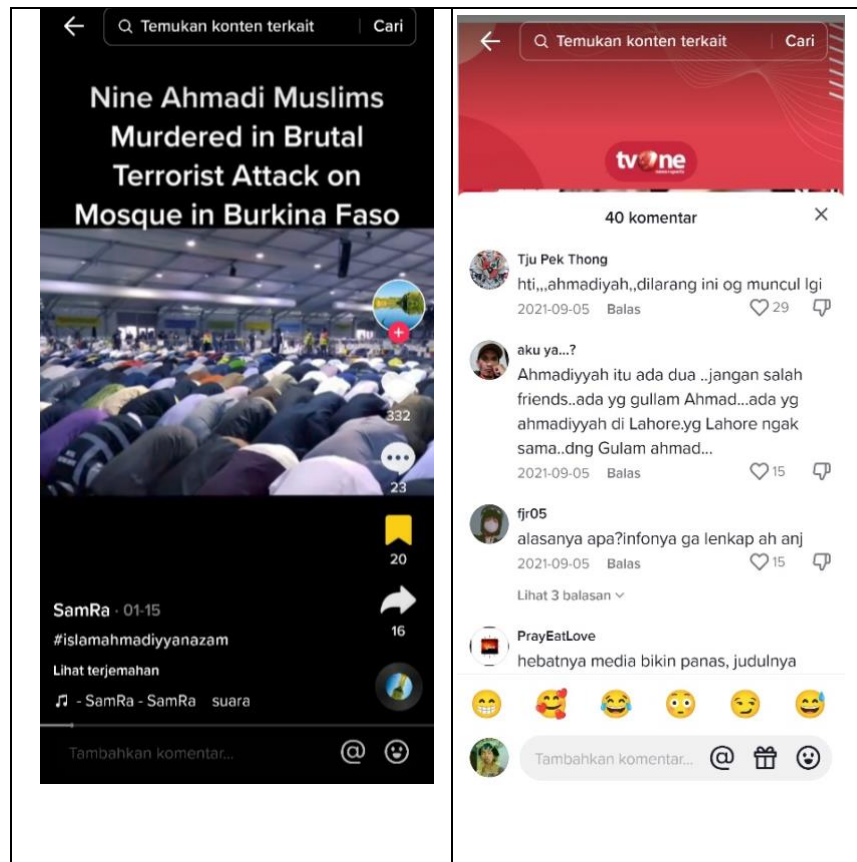 Temukan konten terkait
Cari
Nine Ahmadi Muslims
Murdered in Brutal
Terrorist Attack on
Mosque in Burkina Faso
332
23
20
16
SamRa · 01-15
#islamahmadiyyanazam
Lihat terjemahan
- SamRa - SamRa suara
Tambahkan komentar...
Temukan konten terkait
Cari
tvOne
40 komentar
Tju Pek Thong
hti,,,ahmadiyah,,dilarang ini og muncul lgi
2021-09-05 Balas 29
aku ya...?
Ahmadiyyah itu ada dua ..jangan salah
friends..ada yg gullam Ahmad...ada yg
ahmadiyyah di Lahore.yg Lahore ngak
sama..dng Gulam ahmad...
2021-09-05 Balas 15
fjr05
alasanya apa?infonya ga lenkap ah anj
2021-09-05 Balas 15
Lihat 3 balasan
PrayEatLove
hebatnya media bikin panas, judulnya
Tambahkan komentar...